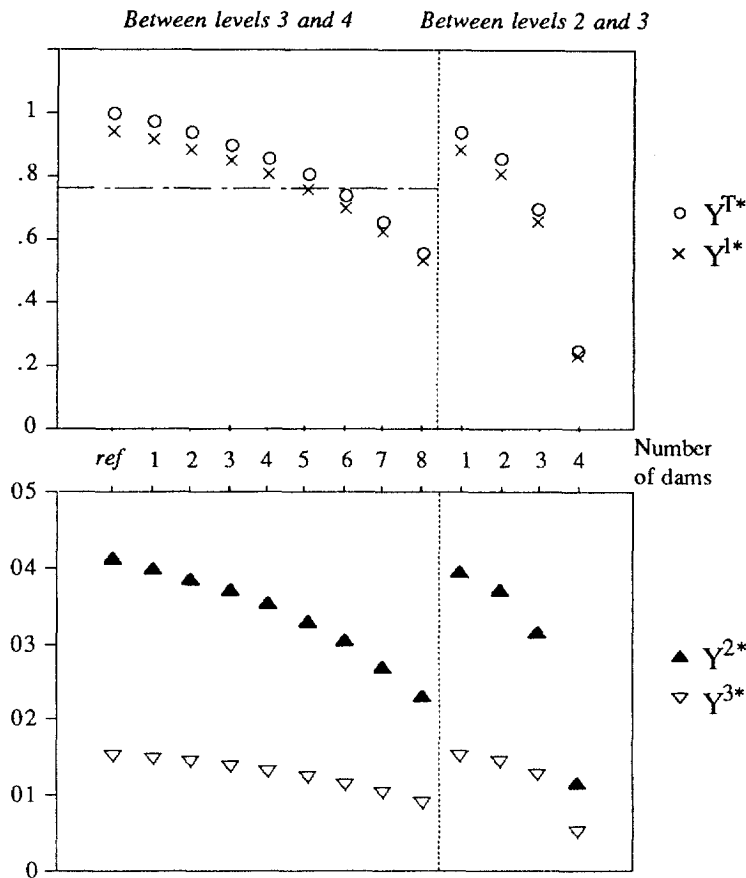 Between levels 3 and 4 Between levels 2 and 3
1
.8
.6
.4
.2
0
○ Y^T*
× Y^1*
ref 1 2 3 4 5 6 7 8 1 2 3 4 Number
of dams
05
04
03
02
01
0
▲ Y^2*
▽ Y^3*